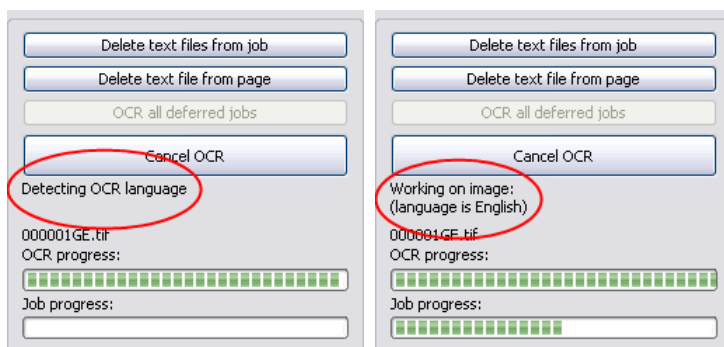 Delete text files from job
Delete text file from page
OCR all deferred jobs
Cancel OCR
Detecting OCR language
000001GE.tif
OCR progress:
Job progress:
Delete text files from job
Delete text file from page
OCR all deferred jobs
Cancel OCR
Working on image:
(language is English)
000001GE.tif
OCR progress:
Job progress: